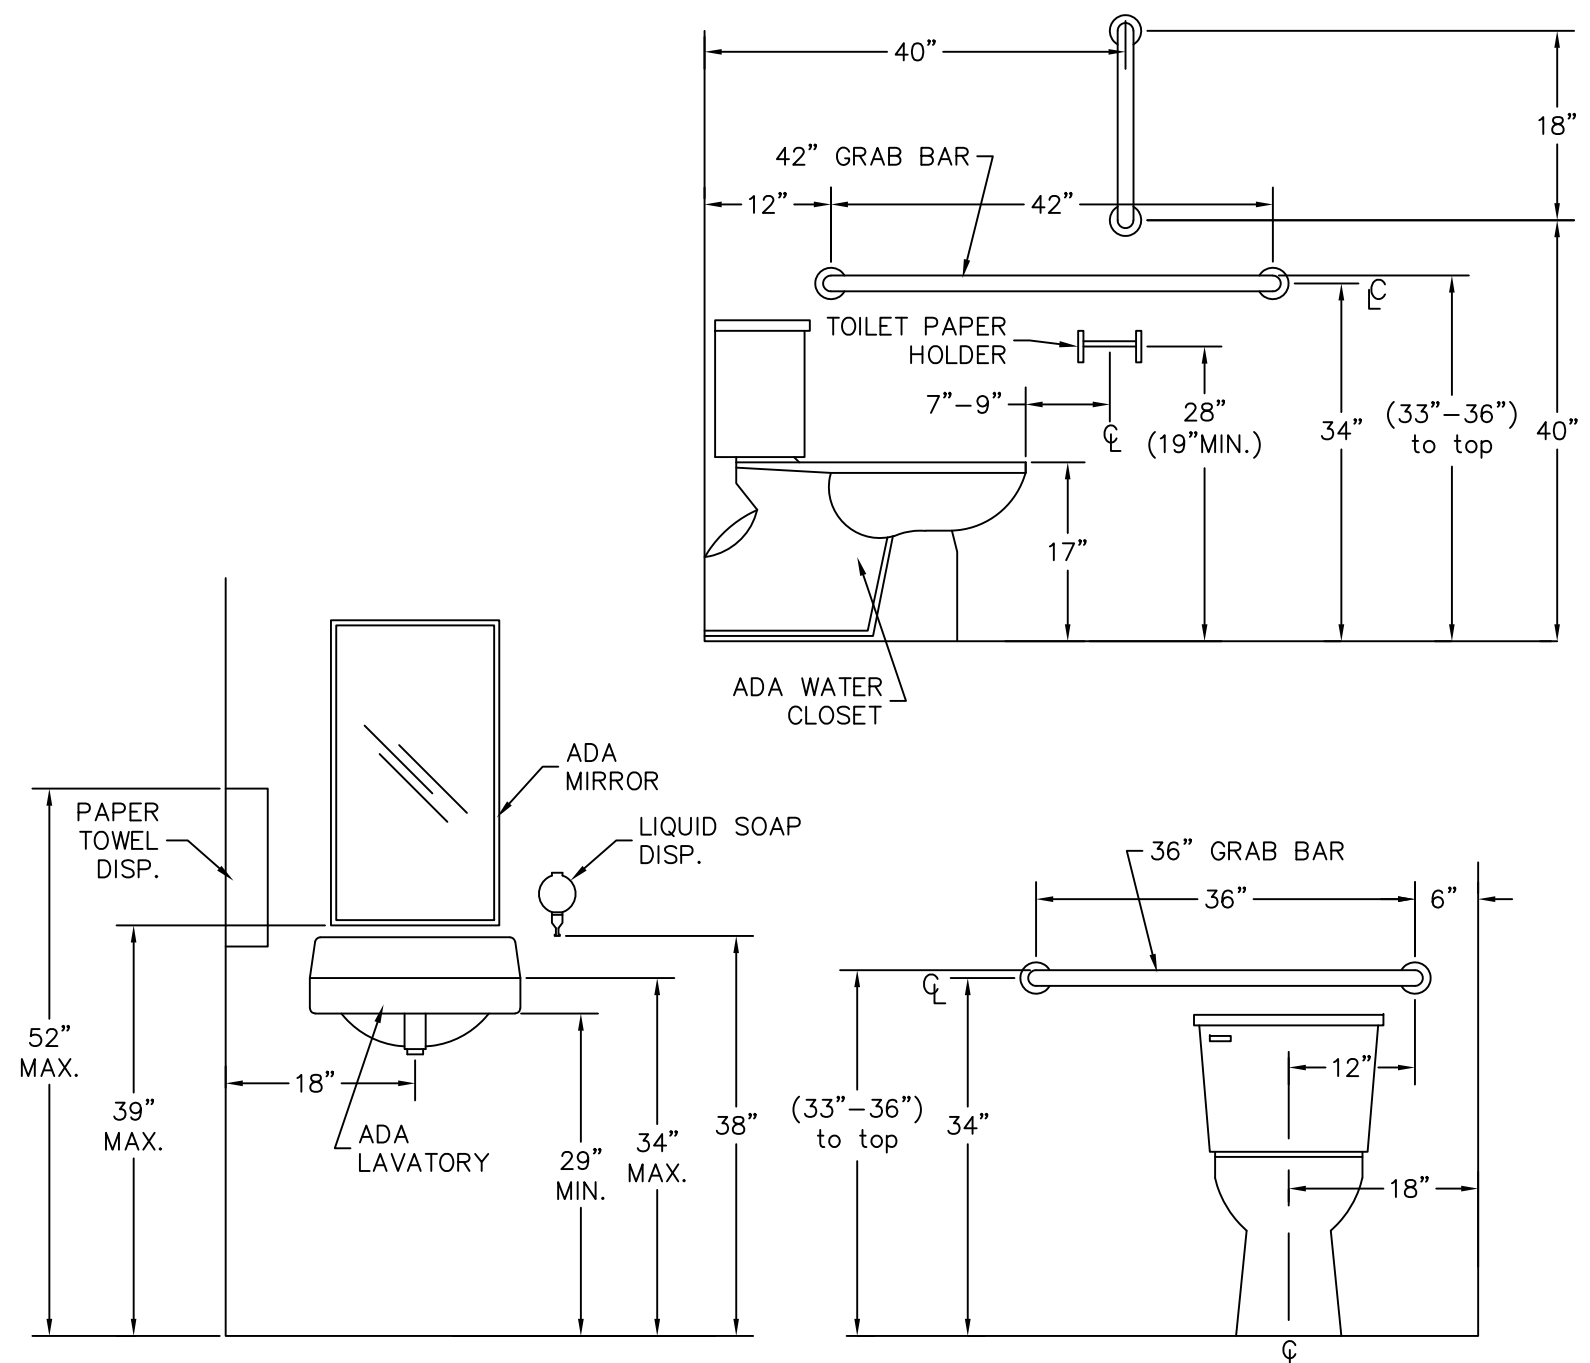 40”
18”
42” GRAB BAR
12”
42”
℄
TOILET PAPER
HOLDER
7”–9”
℄
28”
(19”MIN.)
34”
(33”–36”)
to top
40”
17”
ADA WATER
CLOSET
ADA
MIRROR
PAPER
TOWEL
DISP.
LIQUID SOAP
DISP.
52”
MAX.
39”
MAX.
18”
ADA
LAVATORY
29”
MIN.
34”
MAX.
38”
36” GRAB BAR
36”
6”
℄
(33”–36”)
to top
34”
12”
18”
℄